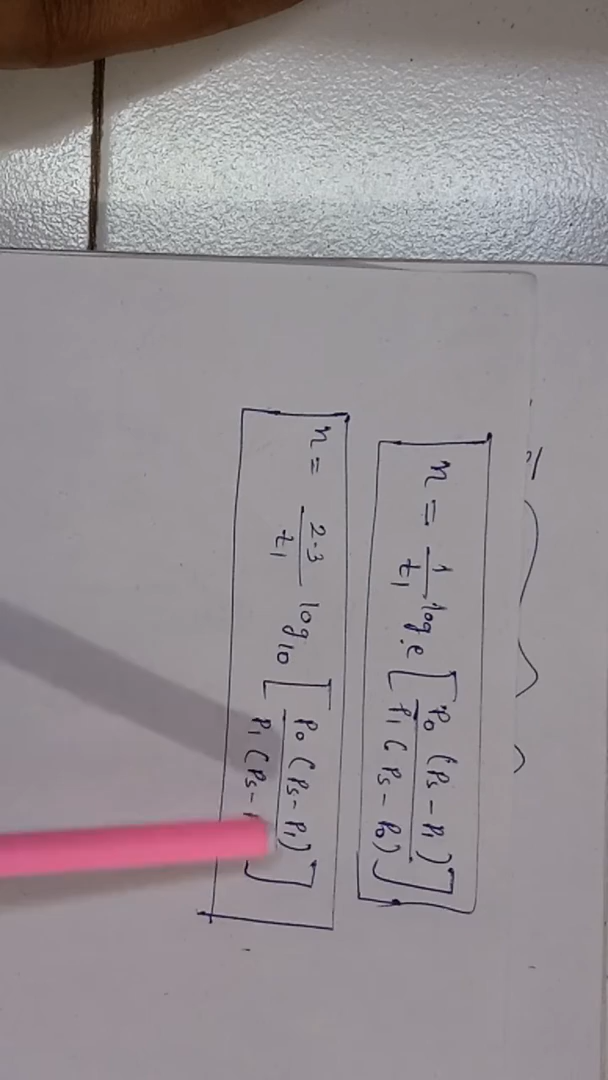 n = 1/t₁ logₑ [P₀ (Pₛ - P₁) / P₁ (Pₛ - P₀)]
n = 2.3/t₁ log₁₀ [P₀ (Pₛ - P₁) / P₁ (Pₛ -